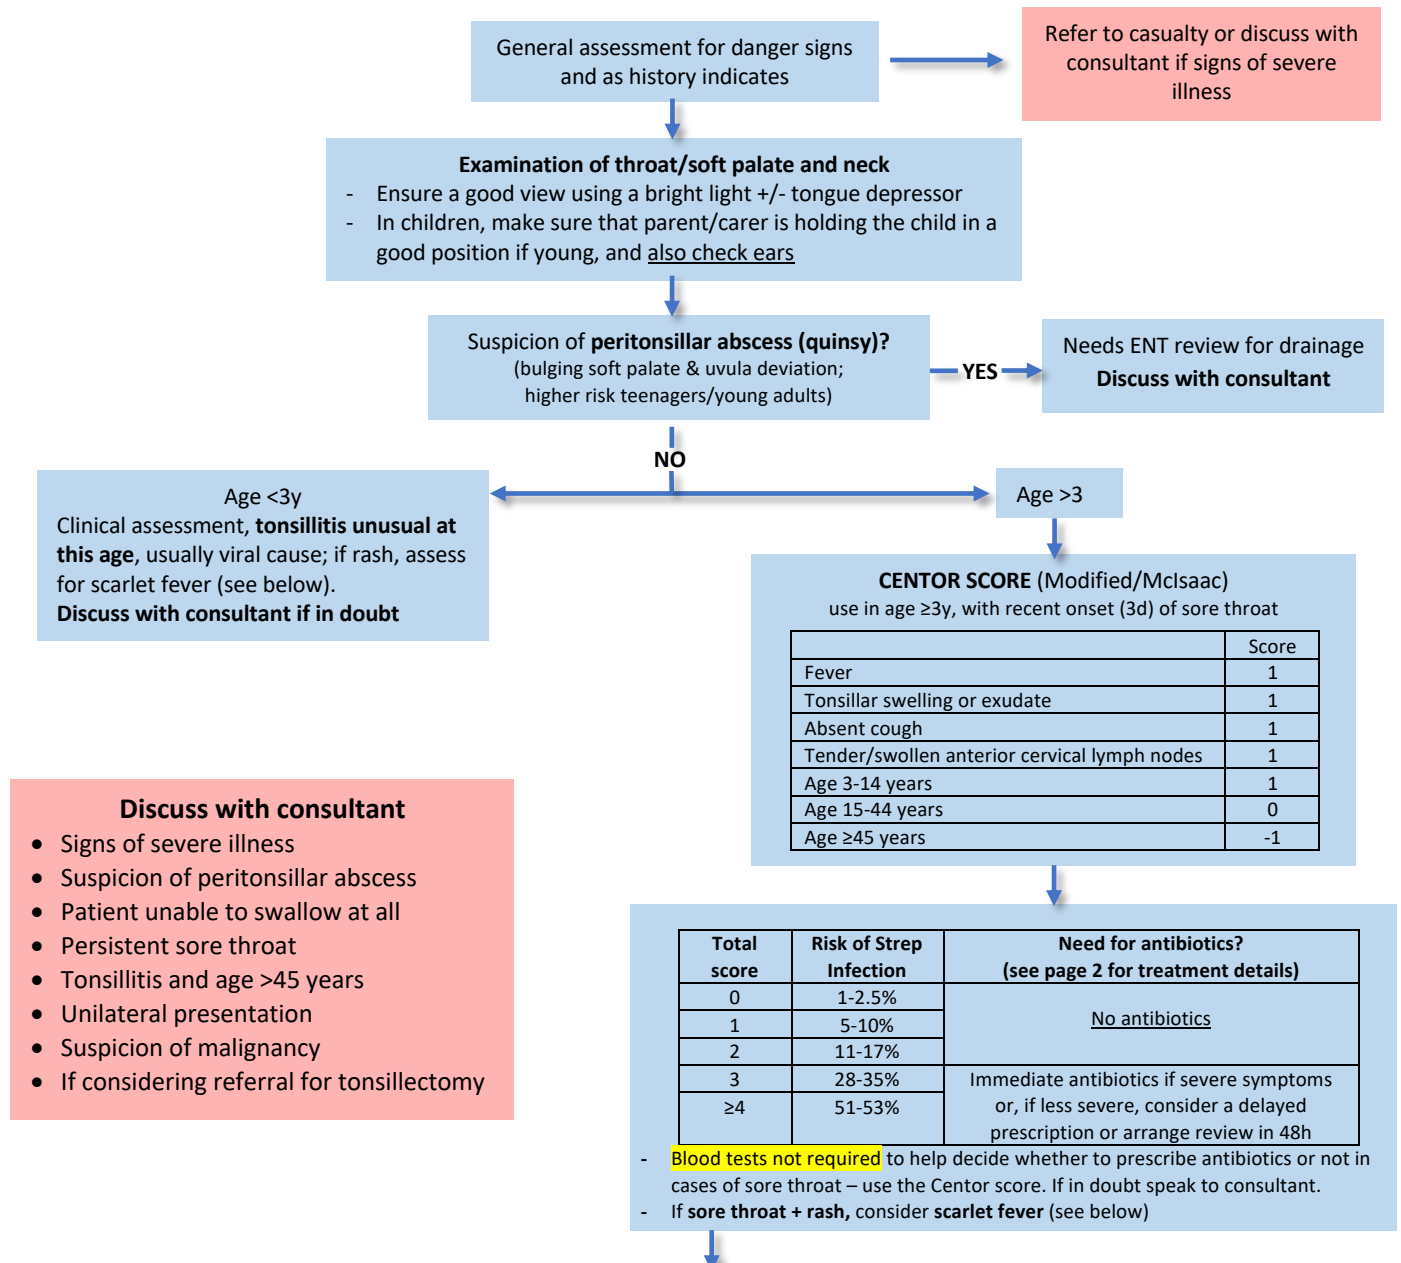 General assessment for danger signs
and as history indicates
Refer to casualty or discuss with
consultant if signs of severe
illness
Examination of throat/soft palate and neck
- Ensure a good view using a bright light +/- tongue depressor
- In children, make sure that parent/carer is holding the child in a
good position if young, and also check ears
Suspicion of peritonsillar abscess (quinsy)?
(bulging soft palate & uvula deviation;
higher risk teenagers/young adults)
YES
Needs ENT review for drainage
Discuss with consultant
NO
Age <3y
Clinical assessment, tonsillitis unusual at
this age, usually viral cause; if rash, assess
for scarlet fever (see below).
Discuss with consultant if in doubt
Age >3
CENTOR SCORE (Modified/McIsaac)
use in age ≥3y, with recent onset (3d) of sore throat
Score
Fever 1
Tonsillar swelling or exudate 1
Absent cough 1
Tender/swollen anterior cervical lymph nodes 1
Age 3-14 years 1
Age 15-44 years 0
Age ≥45 years -1
Discuss with consultant
• Signs of severe illness
• Suspicion of peritonsillar abscess
• Patient unable to swallow at all
• Persistent sore throat
• Tonsillitis and age >45 years
• Unilateral presentation
• Suspicion of malignancy
• If considering referral for tonsillectomy
Total Risk of Strep Need for antibiotics?
score Infection (see page 2 for treatment details)
0 1-2.5%
1 5-10% No antibiotics
2 11-17%
3 28-35% Immediate antibiotics if severe symptoms
≥4 51-53% or, if less severe, consider a delayed
prescription or arrange review in 48h
- Blood tests not required to help decide whether to prescribe antibiotics or not in
cases of sore throat – use the Centor score. If in doubt speak to consultant.
- If sore throat + rash, consider scarlet fever (see below)